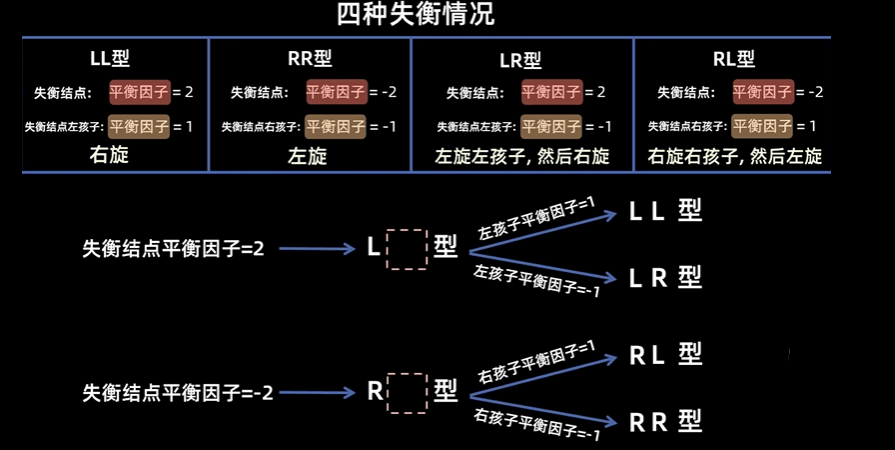 四种失衡情况
LL型 RR型 LR型 RL型
失衡结点: 平衡因子 = 2 失衡结点: 平衡因子 = -2 失衡结点: 平衡因子 = 2 失衡结点: 平衡因子 = -2
失衡结点左孩子: 平衡因子 = 1 失衡结点右孩子: 平衡因子 = -1 失衡结点左孩子: 平衡因子 = -1 失衡结点右孩子: 平衡因子 = 1
右旋 左旋 左旋左孩子, 然后右旋 右旋右孩子, 然后左旋
左孩子平衡因子=1 LL 型
失衡结点平衡因子=2 L 型
左孩子平衡因子=-1 LR 型
右孩子平衡因子=1 RL 型
失衡结点平衡因子=-2 R 型
右孩子平衡因子=-1 RR 型